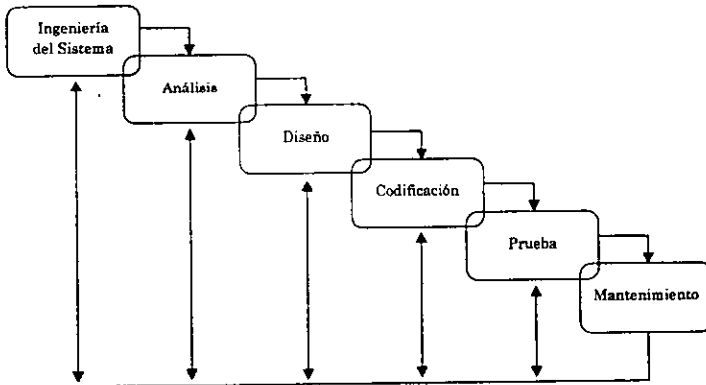 Ingeniería
del Sistema
Análisis
Diseño
Codificación
Prueba
Mantenimiento